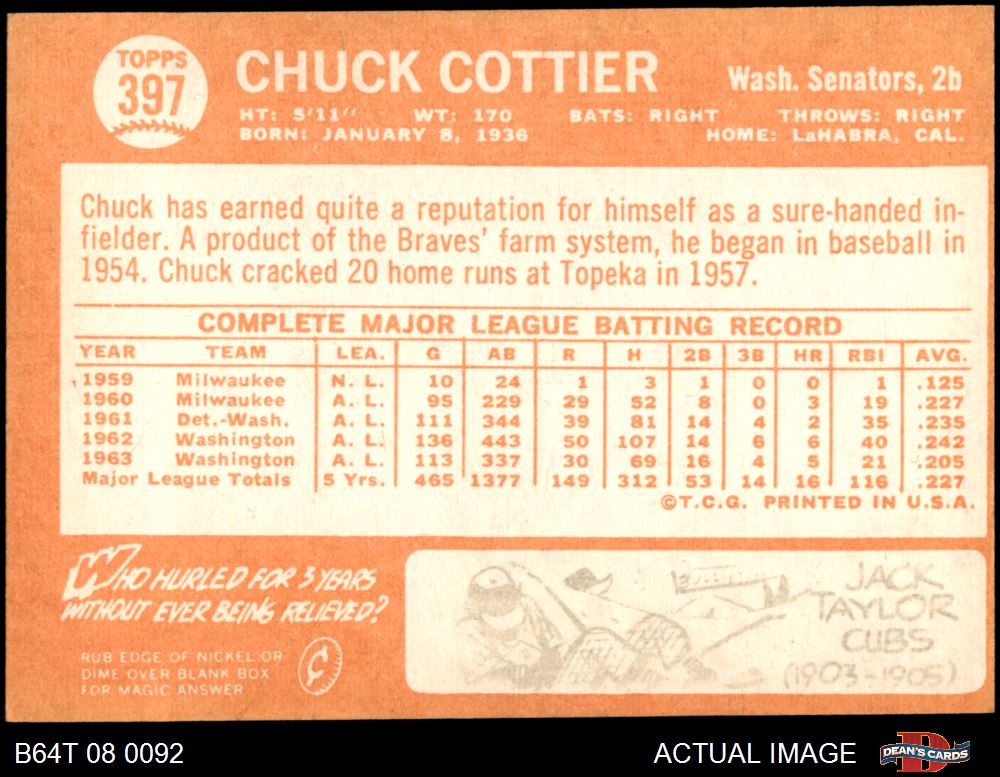 TOPPS
397
CHUCK COTTIER
Wash. Senators, 2b
HT: 5'11" WT: 170 BATS: RIGHT THROWS: RIGHT
BORN: JANUARY 8, 1936 HOME: LaHABRA, CAL.
Chuck has earned quite a reputation for himself as a sure-handed in-
fielder. A product of the Braves' farm system, he began in baseball in
1954. Chuck cracked 20 home runs at Topeka in 1957.
COMPLETE MAJOR LEAGUE BATTING RECORD
YEAR TEAM LEA. G AB R H 2B 3B HR RBI AVG.
1959 Milwaukee N. L. 10 24 1 3 1 0 0 1 .125
1960 Milwaukee A. L. 95 229 29 52 8 0 3 19 .227
1961 Det.-Wash. A. L. 111 344 39 81 14 4 2 35 .235
1962 Washington A. L. 136 443 50 107 14 6 6 40 .242
1963 Washington A. L. 113 337 30 69 16 4 5 21 .205
Major League Totals 5 Yrs. 465 1377 149 312 53 14 16 116 .227
©T.C.G. PRINTED IN U.S.A.
WHO HURLED FOR 3 YEARS
WITHOUT EVER BEING RELIEVED?
RUB EDGE OF NICKEL OR
DIME OVER BLANK BOX
FOR MAGIC ANSWER
JACK
TAYLOR
CUBS
(1903-1905)
B64T 08 0092
ACTUAL IMAGE
DEAN'S CARDS